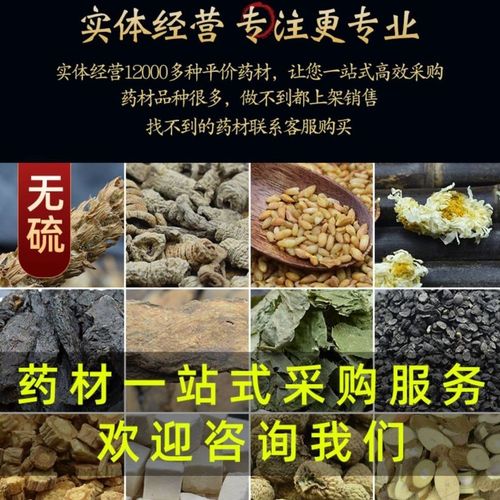 实体经营 专注更专业
实体经营12000多种平价药材，让您一站式高效采购
药材品种很多，做不到都上架销售
找不到的药材联系客服购买
无硫
药材一站式采购服务
欢迎咨询我们